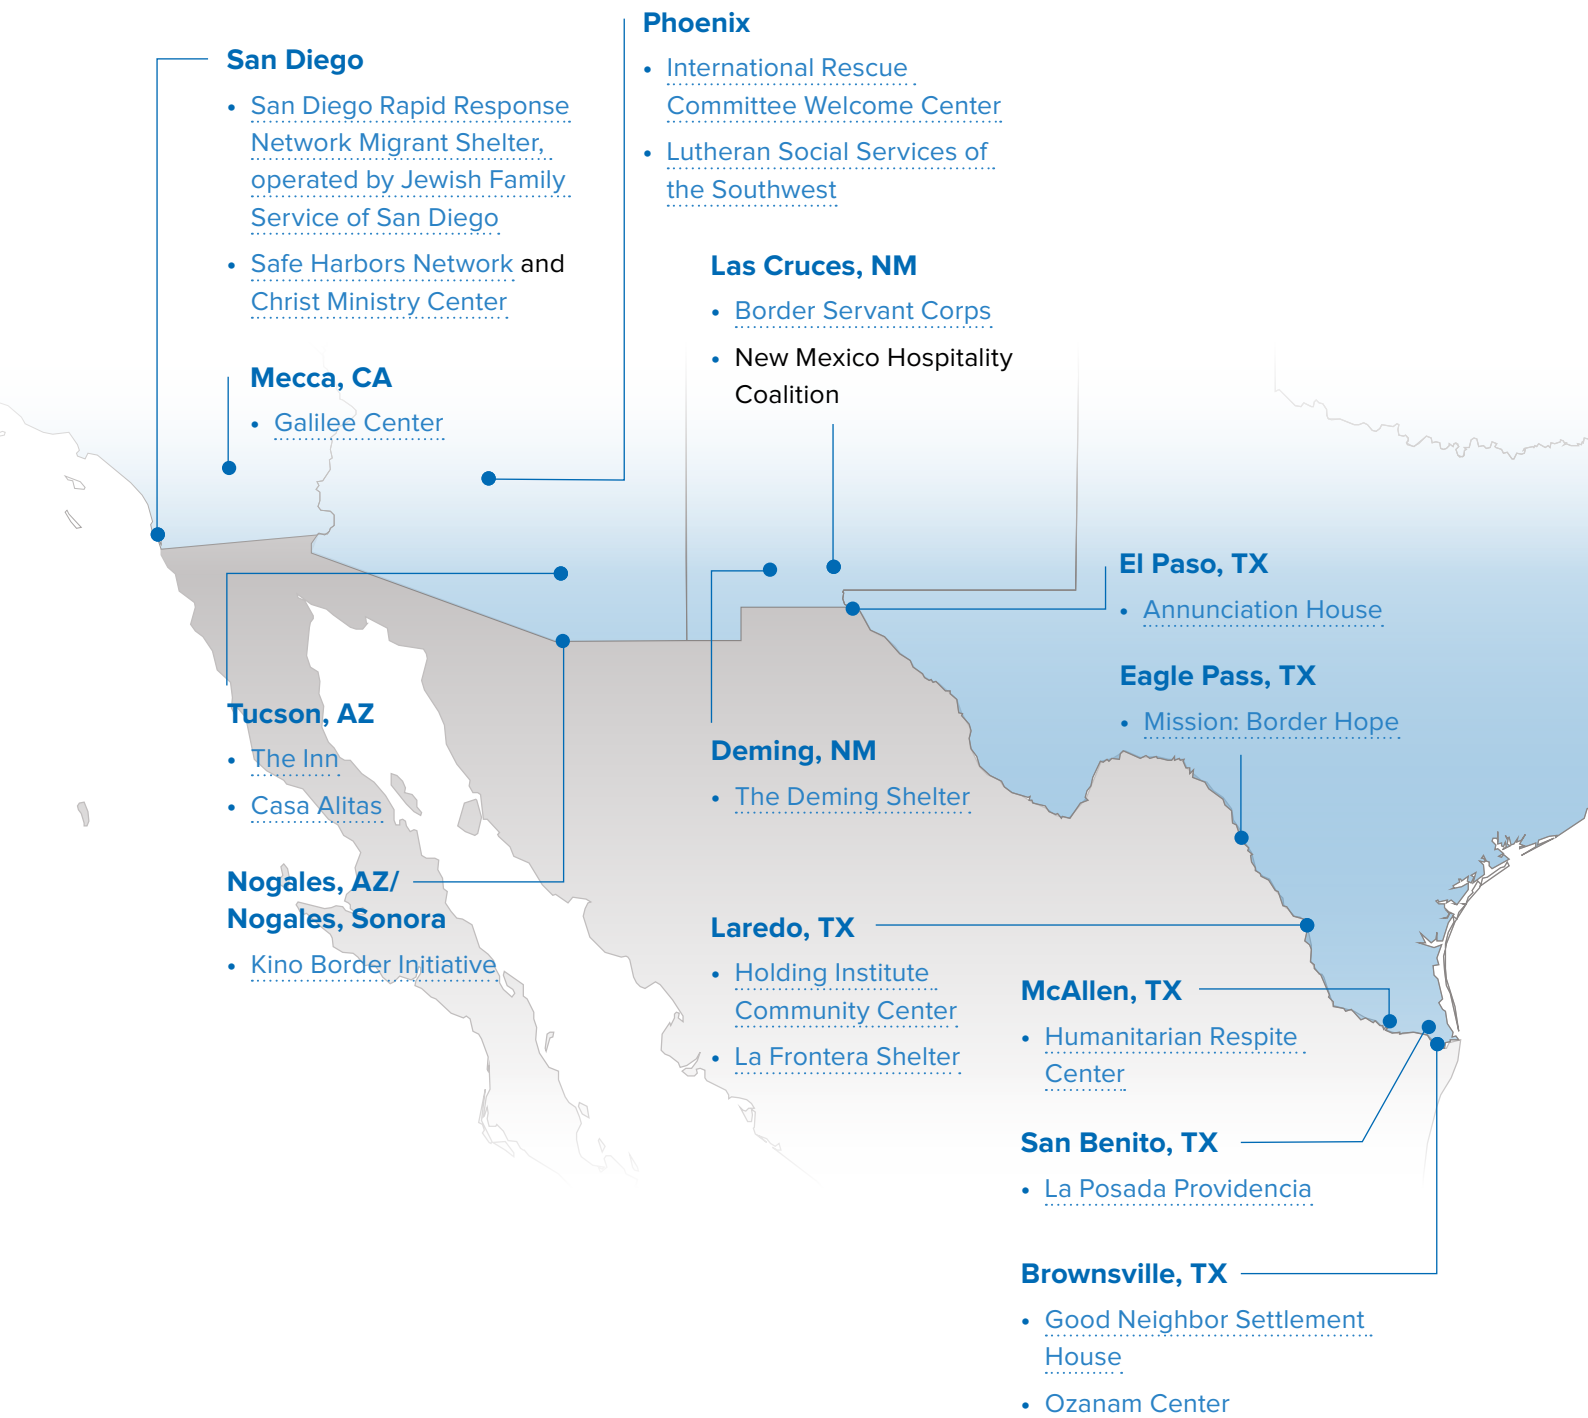 Phoenix
• International Rescue
Committee Welcome Center
• Lutheran Social Services of
the Southwest
San Diego
• San Diego Rapid Response
Network Migrant Shelter,
operated by Jewish Family
Service of San Diego
• Safe Harbors Network and
Christ Ministry Center
Las Cruces, NM
• Border Servant Corps
• New Mexico Hospitality
Coalition
Mecca, CA
• Galilee Center
El Paso, TX
• Annunciation House
Eagle Pass, TX
• Mission: Border Hope
Tucson, AZ
• The Inn
• Casa Alitas
Deming, NM
• The Deming Shelter
Nogales, AZ/
Nogales, Sonora
• Kino Border Initiative
Laredo, TX
• Holding Institute
Community Center
• La Frontera Shelter
McAllen, TX
• Humanitarian Respite
Center
San Benito, TX
• La Posada Providencia
Brownsville, TX
• Good Neighbor Settlement
House
• Ozanam Center